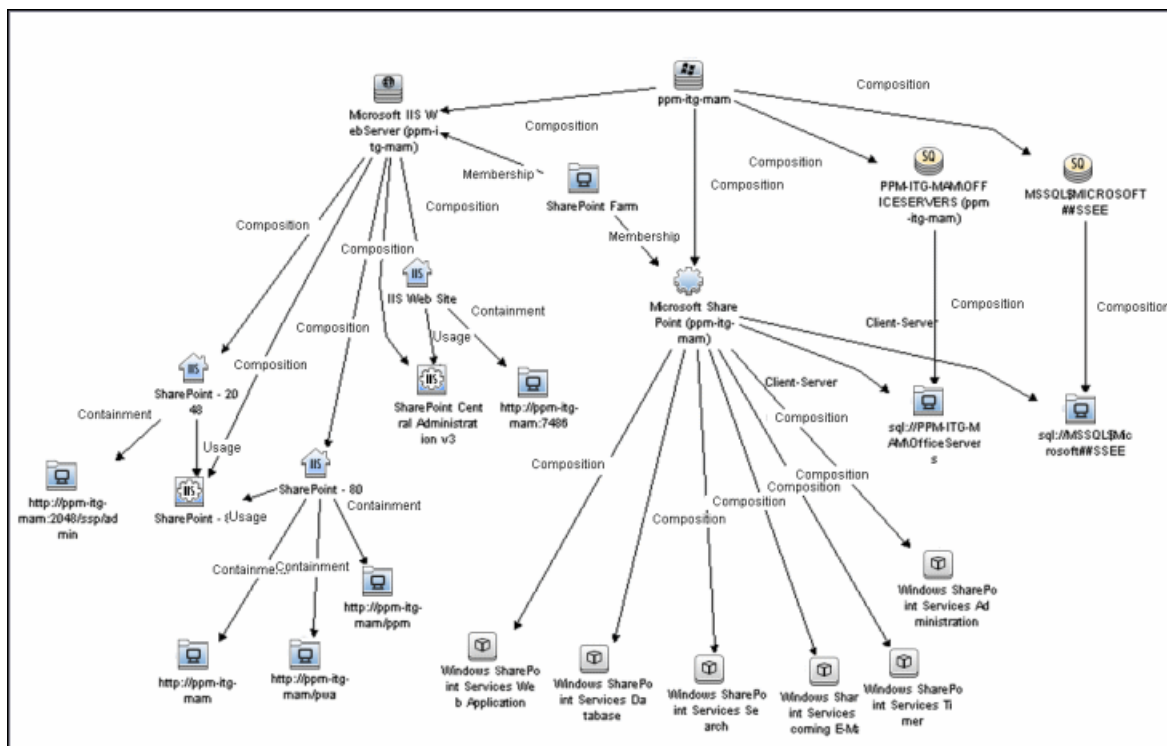 Composition
ppm-itg-mam
Microsoft IIS W
ebServer (ppm-i
tg-mam)
Composition
Composition
Composition
Membership
SharePoint Farm
Membership
PPM-ITG-MAM\OFF
ICESERVERS (ppm
-itg-mam)
MSSQL$MICROSOFT
##SSEE
Composition
Composition
Composition
Composition
IIS Web Site
Containment
Usage
Microsoft Share
Point (ppm-itg-
mam)
Composition
Composition
Client-Server
Composition
Composition
SharePoint - 20
48
Containment
Usage
SharePoint Cent
ral Administrat
ion v3
http://ppm-itg-
mam:7486
Client-Server
Composition
sql://PPM-ITG-M
AM\OfficeServer
s
sql://MSSQL$Mic
rosoft##SSEE
http://ppm-itg-
mam:2048/ssp/ad
min
SharePoint -
Usage
SharePoint - 80
Containment
Composition
Composition
Composition
Composition
Containment
Containment
http://ppm-itg-
mam/ppm
http://ppm-itg-
mam
http://ppm-itg-
mam/pwa
Windows SharePo
int Services Ad
ministration
Windows SharePo
int Services We
b Application
Windows SharePo
int Services Da
tabase
Windows SharePo
int Services Se
arch
Windows Shar
int Services
coming E-Ma
Windows SharePo
int Services Ti
mer